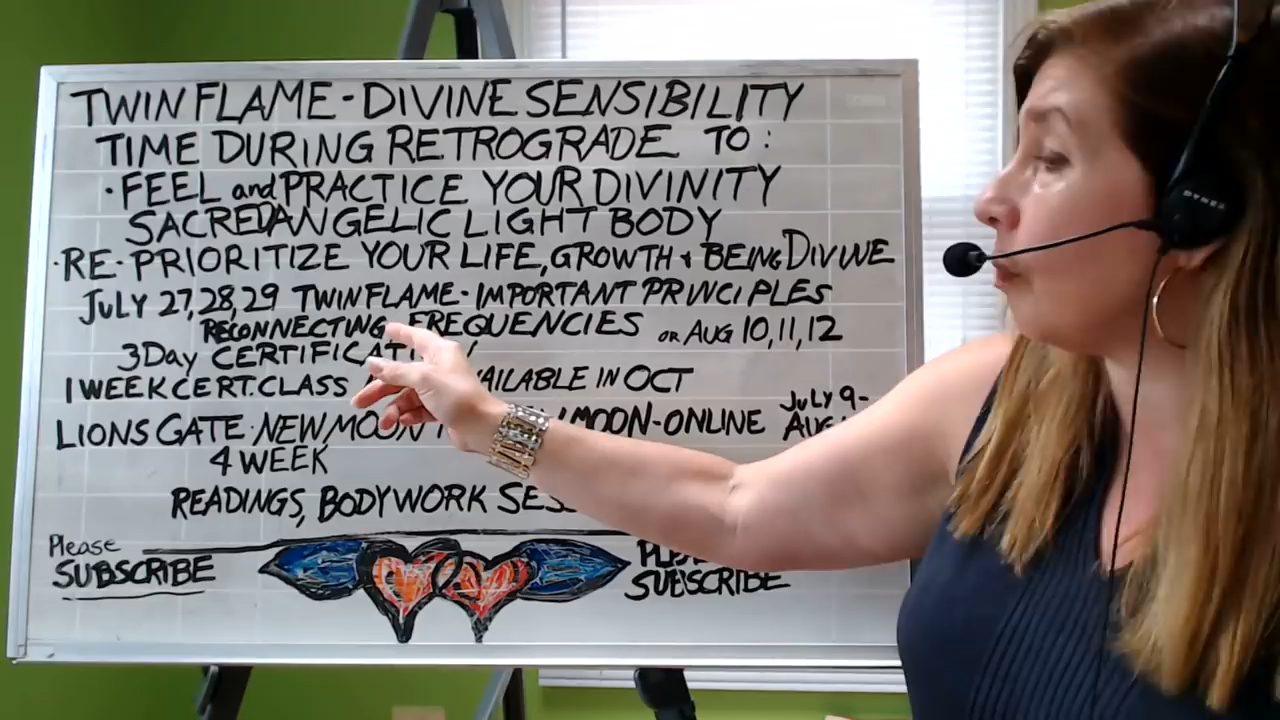 TWIN FLAME - DIVINE SENSIBILITY
TIME DURING RETROGRADE TO:
• FEEL and PRACTICE YOUR DIVINITY
SACRED ANGELIC LIGHT BODY
• RE-PRIORITIZE YOUR LIFE, GROWTH + BEING DIVINE
JULY 27, 28, 29 TWIN FLAME - IMPORTANT PRINCIPLES
RECONNECTING FREQUENCIES OR AUG 10, 11, 12
3 Day
1 WEEK CERT. CLASS IN OCT
LIONS GATE - NEW MOON MOON - ONLINE JULY 9 -
4 WEEK
READINGS, BODYWORK
Please
SUBSCRIBE
SUBSCRIBE
DYNEX